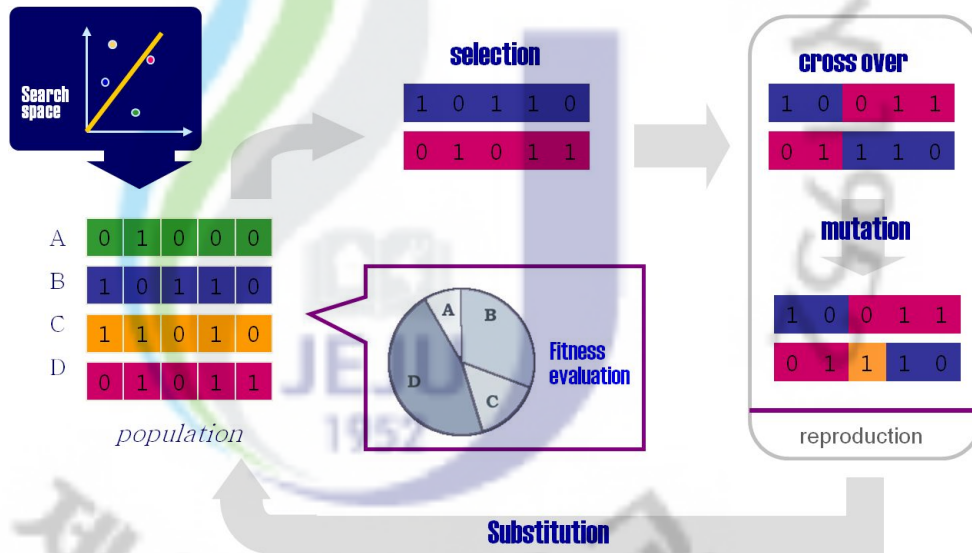 Search
space
selection
1 0 1 1 0
0 1 0 1 1
cross over
1 0 0 1 1
0 1 1 1 0
mutation
1 0 0 1 1
0 1 1 1 0
reproduction
A 0 1 0 0 0
B 1 0 1 1 0
C 1 1 0 1 0
D 0 1 0 1 1
population
A
B
C
D
Fitness
evaluation
JEJU
1952
Substitution